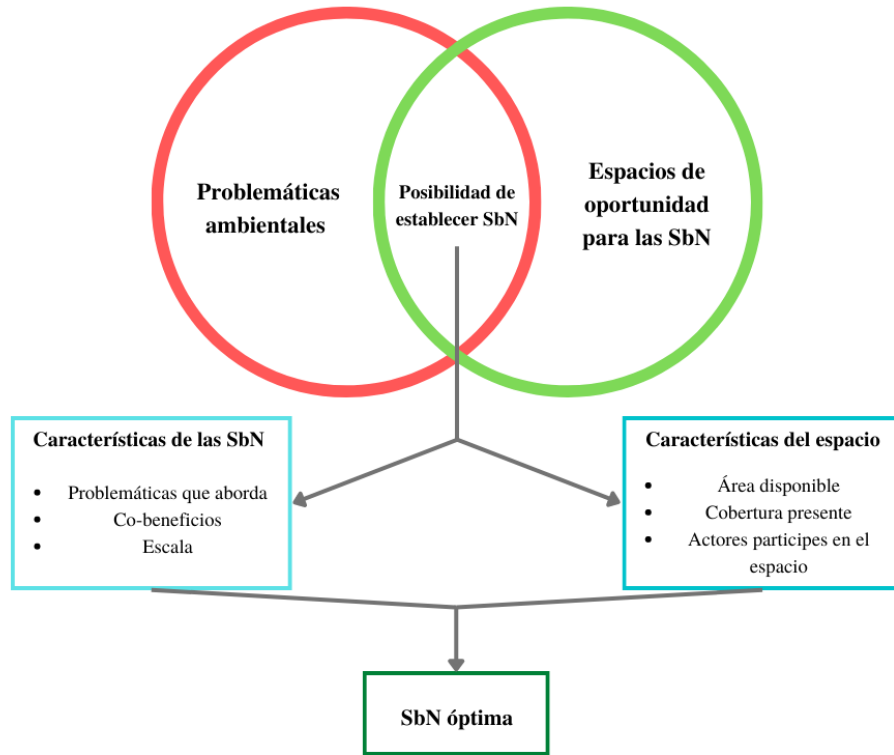 Problemáticas
ambientales
Posibilidad de
establecer SbN
Espacios de
oportunidad
para las SbN
Características de las SbN
• Problemáticas que aborda
• Co-beneficios
• Escala
Características del espacio
• Área disponible
• Cobertura presente
• Actores participes en el
espacio
SbN óptima